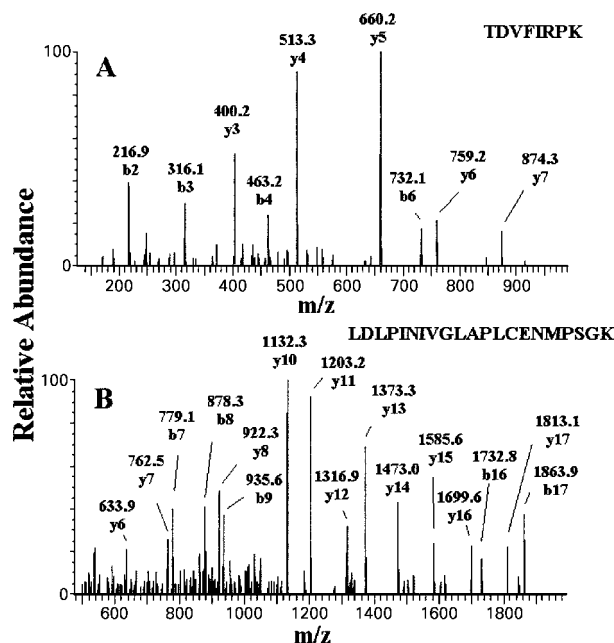 TDVFIRPK
A
100
50
0
216.9
b2
316.1
b3
400.2
y3
463.2
b4
513.3
y4
660.2
y5
732.1
b6
759.2
y6
874.3
y7
200 300 400 500 600 700 800 900
m/z
Relative Abundance
LDLPINIVGLAPLCENMPSGK
B
100
50
0
633.9
y6
762.5
y7
779.1
b7
878.3
b8
922.3
y8
935.6
b9
1132.3
y10
1203.2
y11
1316.9
y12
1373.3
y13
1473.0
y14
1585.6
y15
1699.6
y16
1732.8
b16
1813.1
y17
1863.9
b17
600 800 1000 1200 1400 1600 1800
m/z